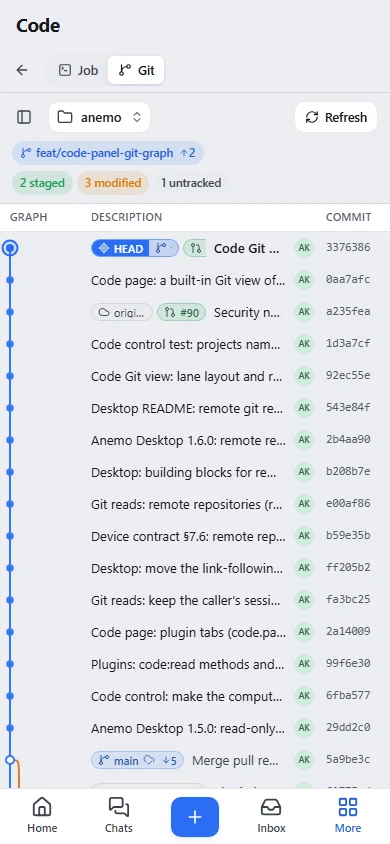 Code
Job
Git
anemo
Refresh
feat/code-panel-git-graph ↑2
2 staged 3 modified 1 untracked
GRAPH DESCRIPTION COMMIT
HEAD Code Git ... AK 3376386
Code page: a built-in Git view of... AK 0aa7afc
origi... #90 Security n... AK a235fea
Code control test: projects nam... AK 1d3a7cf
Code Git view: lane layout and r... AK 92ec55e
Desktop README: remote git re... AK 543e84f
Anemo Desktop 1.6.0: remote re... AK 2b4aa90
Desktop: building blocks for re... AK b208b7e
Git reads: remote repositories (r... AK e00af86
Device contract §7.6: remote rep... AK b59e35b
Desktop: move the link-followin... AK ff205b2
Git reads: keep the caller's sessi... AK fa3bc25
Code page: plugin tabs (code.pa... AK 2a14009
Plugins: code:read methods and... AK 99f6e30
Code control: make the comput... AK 6fba577
Anemo Desktop 1.5.0: read-only... AK 29dd2c0
main ↓5 Merge pull re... AK 5a9be3c
Home Chats + Inbox More